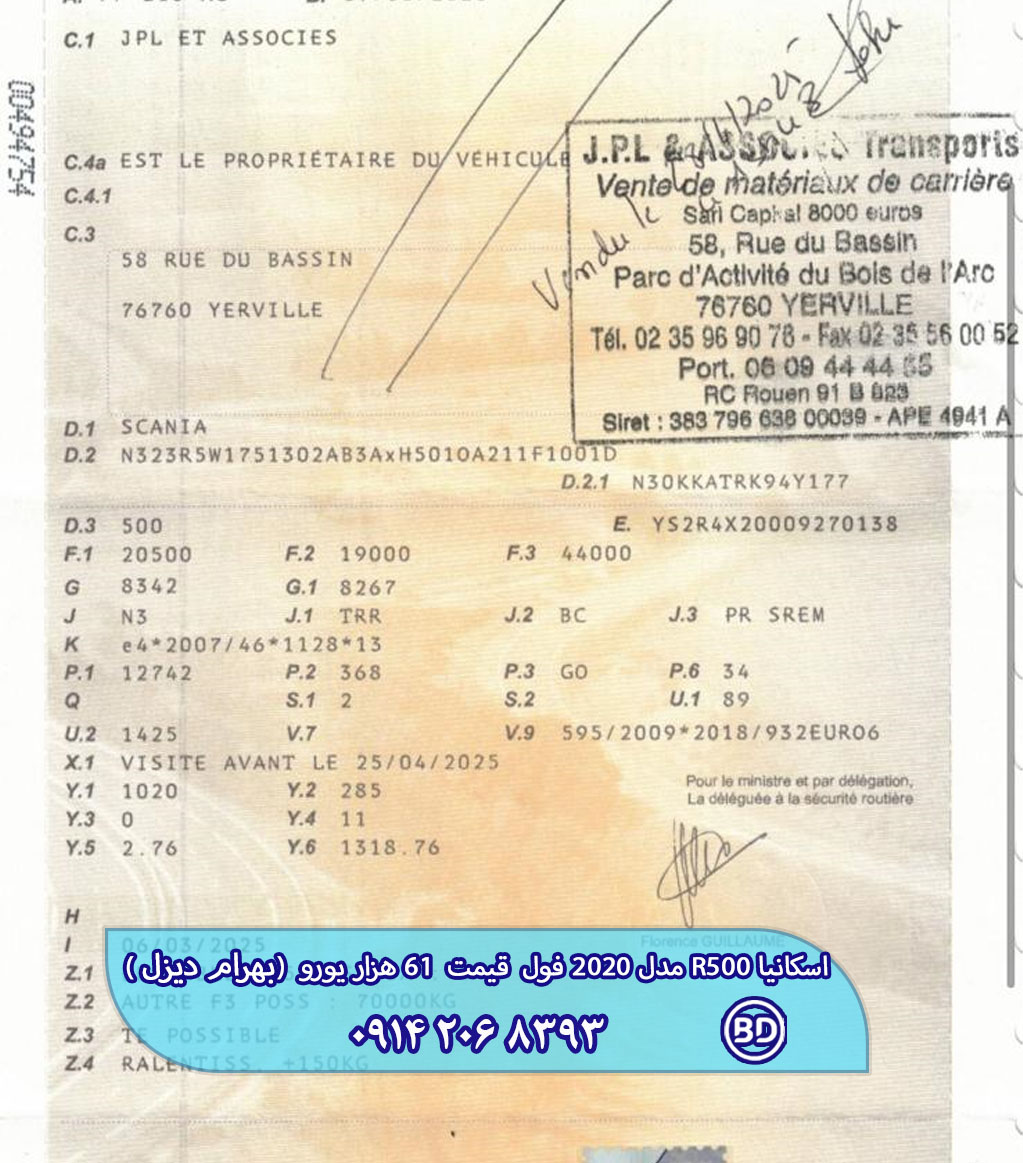 00494754
C.1 JPL ET ASSOCIES
C.4a EST LE PROPRIÉTAIRE DU VÉHICULE
C.4.1
C.3
58 RUE DU BASSIN
76760 YERVILLE
Vendu le
J.P.L & ASSOCIES Transports
Vente de matériaux de carrière
Sarl Capital 8000 euros
58, Rue du Bassin
Parc d'Activité du Bois de l'Arc
76760 YERVILLE
Tél. 02 35 96 90 76 - Fax 02 35 56 00 52
Port. 06 09 44 44 55
RC Rouen 91 B 823
Siret : 383 796 638 00039 - APE 4941 A
D.1 SCANIA
D.2 N323R5W1751302AB3AxH5010A211F1001D
D.2.1 N30KKATRK94Y177
D.3 500 E. YS2R4X20009270138
F.1 20500 F.2 19000 F.3 44000
G 8342 G.1 8267
J N3 J.1 TRR J.2 BC J.3 PR SREM
K e4*2007/46*1128*13
P.1 12742 P.2 368 P.3 GO P.6 34
Q S.1 2 S.2 U.1 89
U.2 1425 V.7 V.9 595/2009*2018/932EURO6
X.1 VISITE AVANT LE 25/04/2025
Y.1 1020 Y.2 285
Y.3 0 Y.4 11
Y.5 2.76 Y.6 1318.76
Pour le ministre et par délégation,
La déléguée à la sécurité routière
Florence GUILLAUME
H
I 06/03/2025
Z.1
Z.2 AUTRE F3 POSS : 70000KG
Z.3 TE POSSIBLE
Z.4 RALENTISS. +150KG
اسکانیا R500 مدل 2020 فول قیمت 61 هزار یورو (بهرام دیزل)
۰۹۱۴ ۲۰۶ ۸۳۹۳
BD